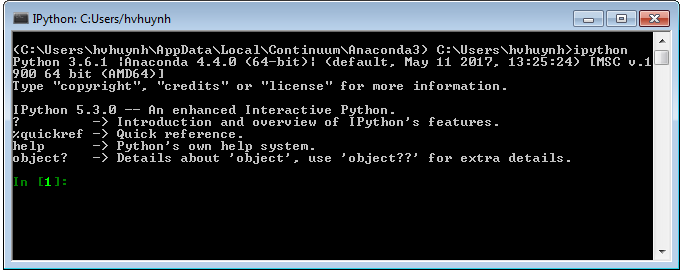 IPython: C:Users/hvhuynh
(C:\Users\hvhuynh\AppData\Local\Continuum\Anaconda3) C:\Users\hvhuynh>ipython
Python 3.6.1 |Anaconda 4.4.0 (64-bit)| (default, May 11 2017, 13:25:24) [MSC v.1
900 64 bit (AMD64)]
Type "copyright", "credits" or "license" for more information.
IPython 5.3.0 -- An enhanced Interactive Python.
?         -> Introduction and overview of IPython's features.
%quickref -> Quick reference.
help      -> Python's own help system.
object?   -> Details about 'object', use 'object??' for extra details.
In [1]: